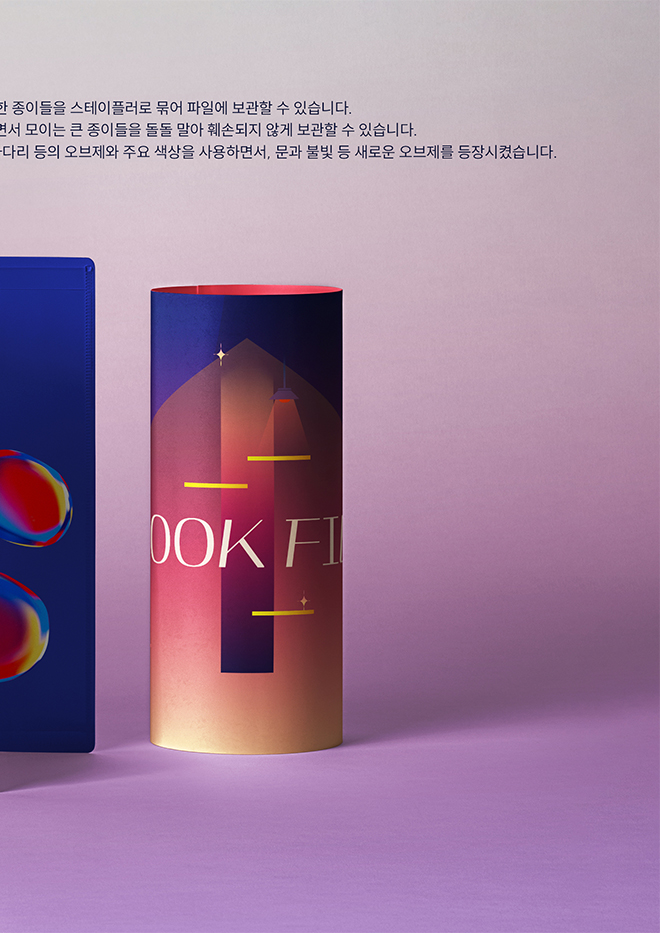 한 종이들을 스테이플러로 묶어 파일에 보관할 수 있습니다.
면서 모이는 큰 종이들을 돌돌 말아 훼손되지 않게 보관할 수 있습니다.
다리 등의 오브제와 주요 색상을 사용하면서, 문과 불빛 등 새로운 오브제를 등장시켰습니다.
OOK FI